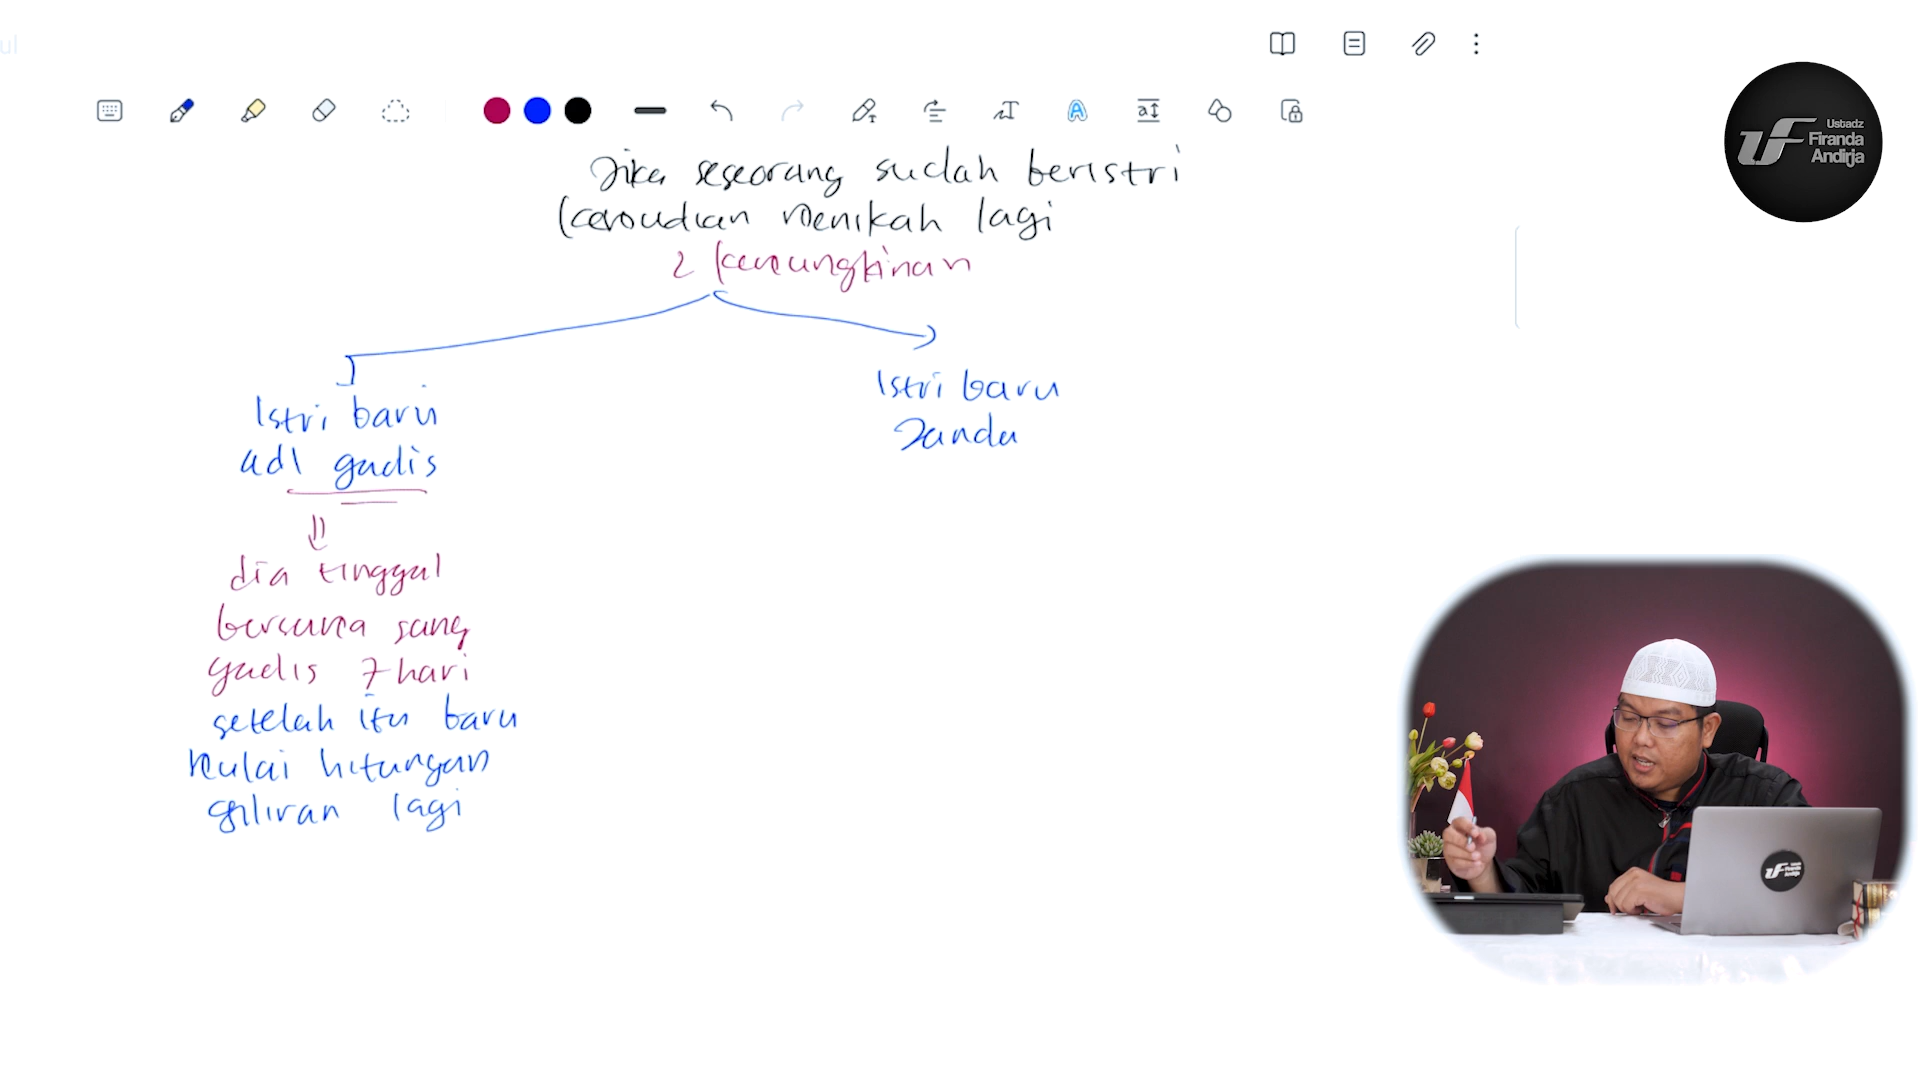 ul
Ustadz
Firanda
Andirja
Jika seseorang sudah beristri
kemudian menikah lagi
2 kemungkinan
Istri baru
adl gadis
dia tinggal
bersama sang
gadis 7 hari
setelah itu baru
mulai hitungan
giliran lagi
Istri baru
Janda